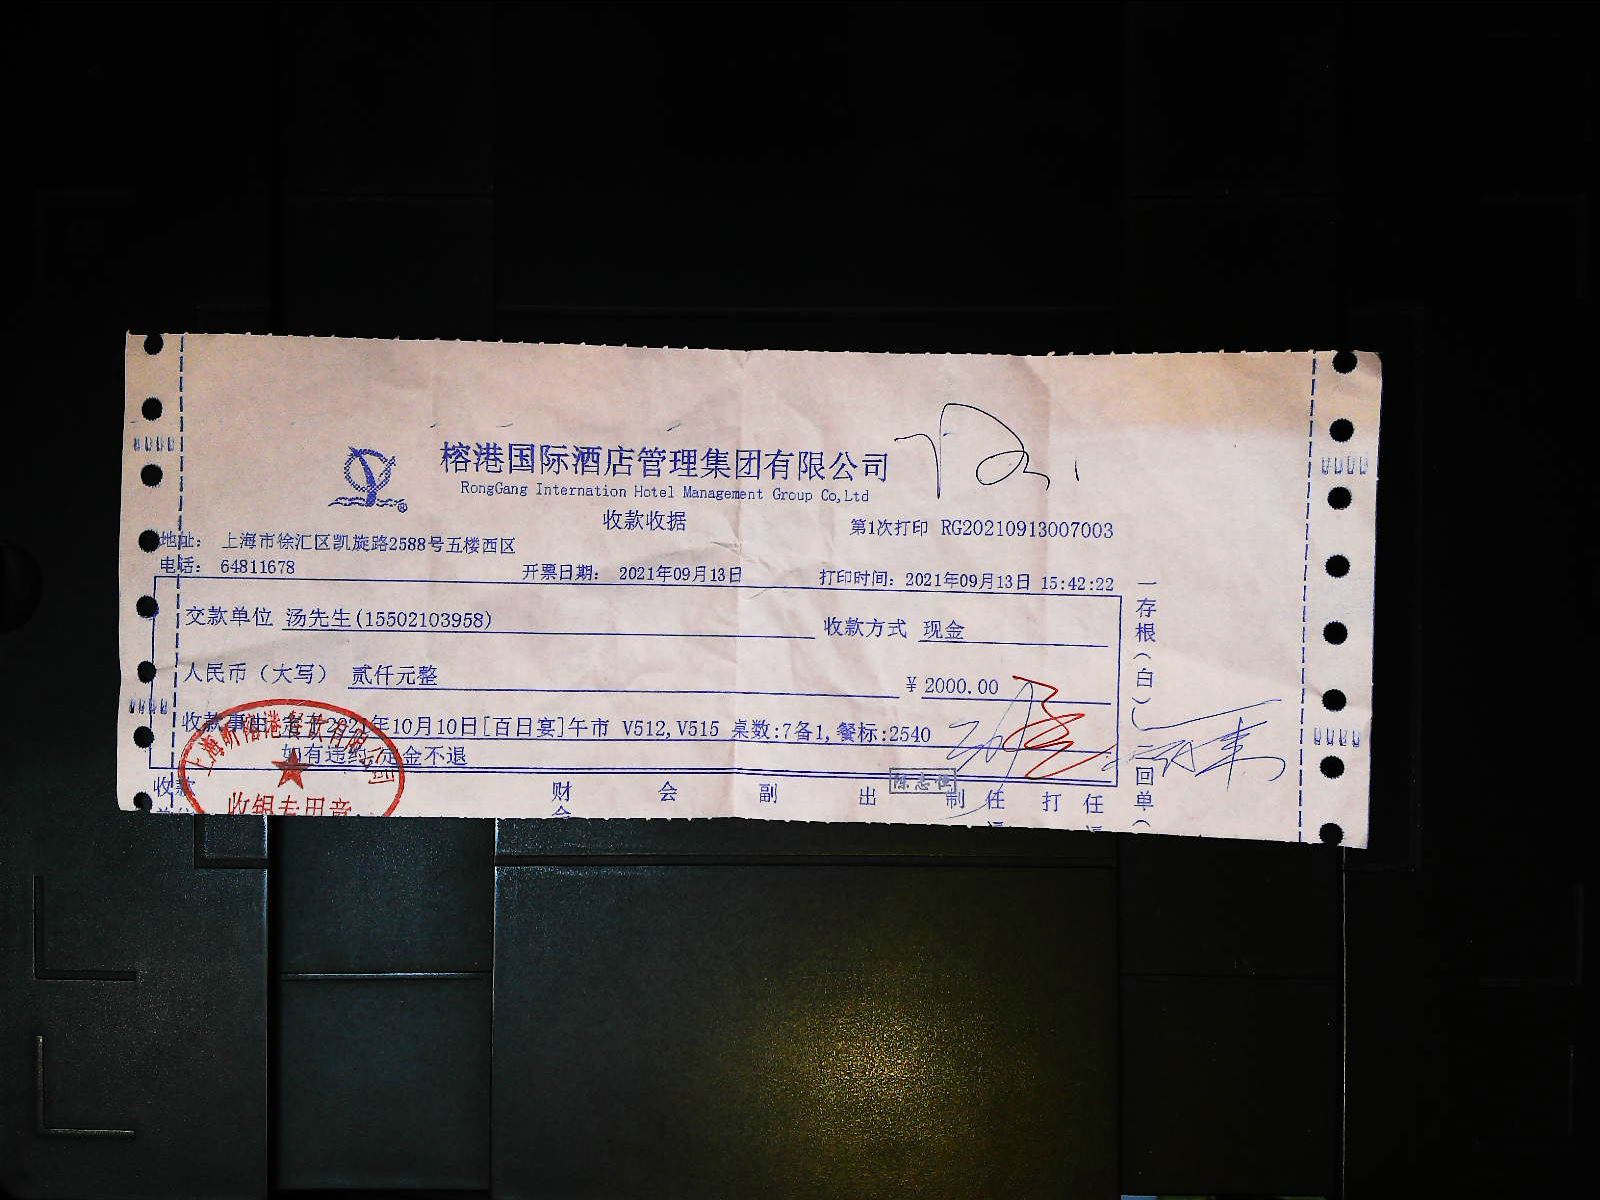 榕港国际酒店管理集团有限公司
RongGang Internation Hotel Management Group Co,Ltd
收款收据
第1次打印 RG20210913007003
地址： 上海市徐汇区凯旋路2588号五楼西区
电话： 64811678
开票日期： 2021年09月13日
打印时间：2021年09月13日 15:42:22
交款单位 汤先生(15502103958)
收款方式 现金
人民币（大写） 贰仟元整
￥2000.00
收款事由 2021年10月10日[百日宴]午市 V512,V515 桌数:7备1,餐标:2540
如有违约 定金不退
收银专用章
收款
财 会 副 出 制 任 打 任
一存根（白）
二回单（